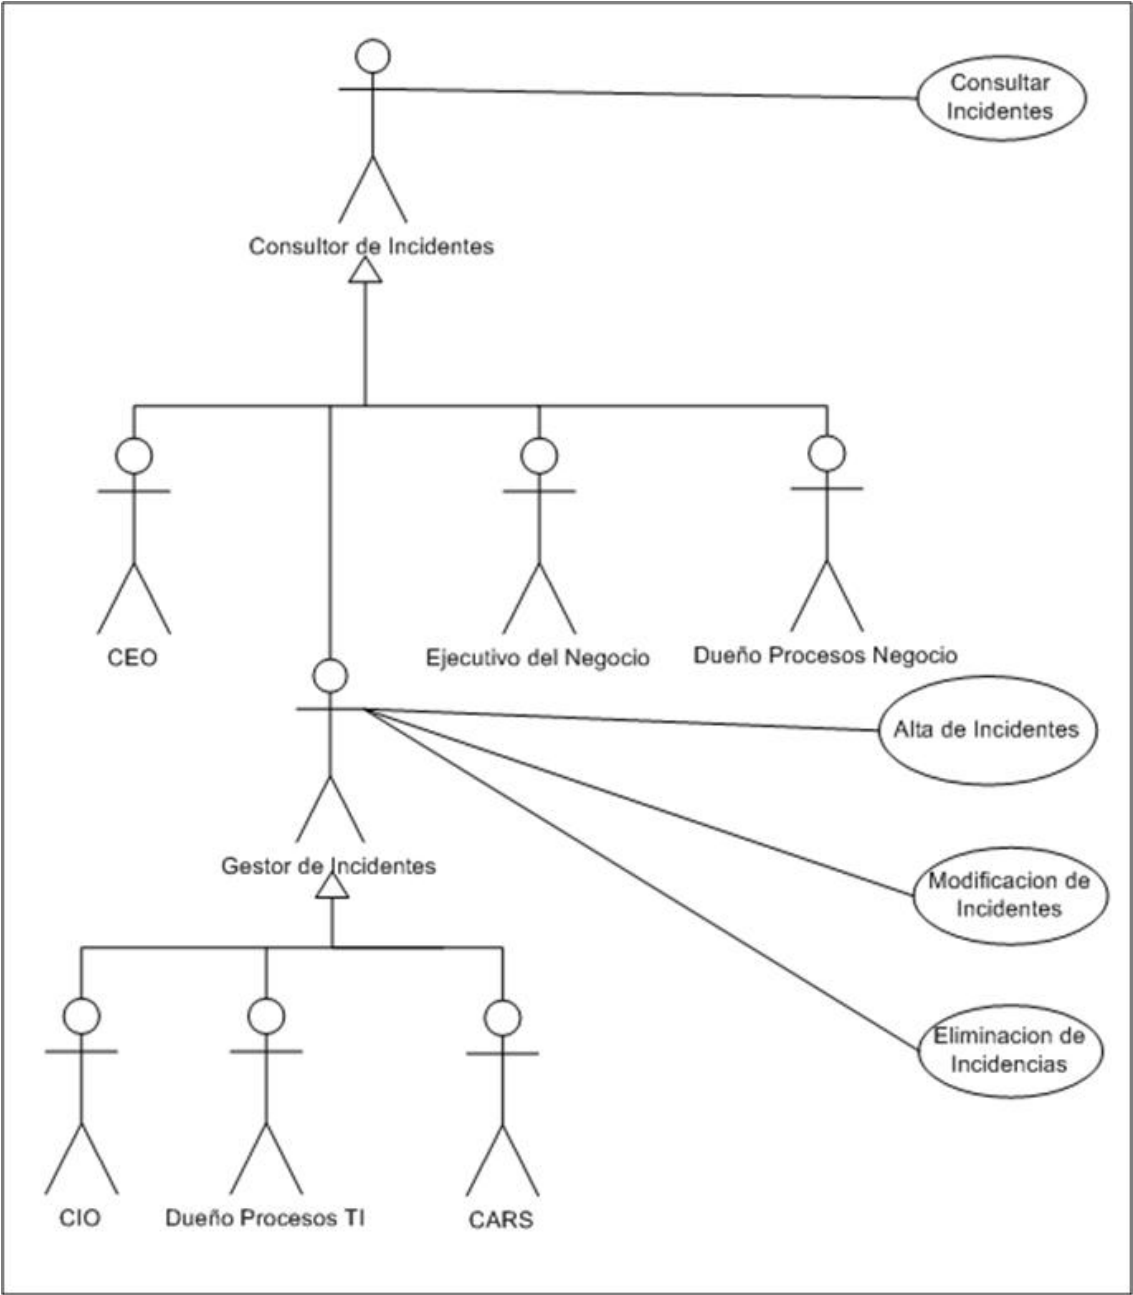 Consultar
Incidentes
Consultor de Incidentes
CEO
Ejecutivo del Negocio
Dueño Procesos Negocio
Alta de Incidentes
Gestor de Incidentes
Modificacion de
Incidentes
Eliminacion de
Incidencias
CIO
Dueño Procesos TI
CARS